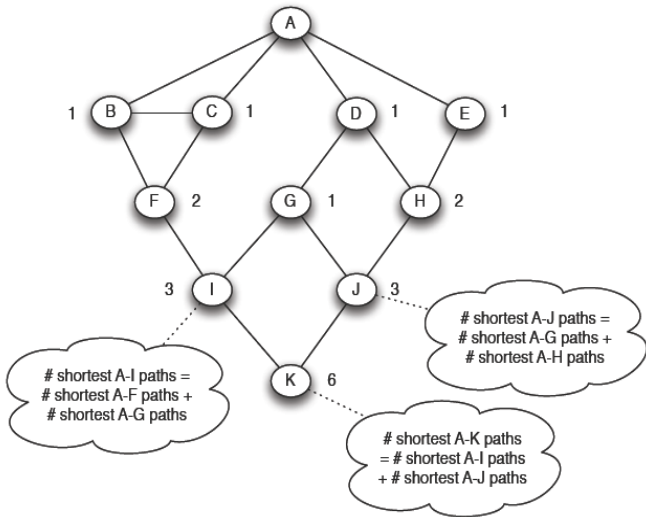 A
1 B C 1 D 1 E 1
F 2 G 1 H 2
3 I J 3
# shortest A-J paths =
# shortest A-G paths +
# shortest A-H paths
# shortest A-I paths =
# shortest A-F paths +
# shortest A-G paths
K 6
# shortest A-K paths
= # shortest A-I paths
+ # shortest A-J paths